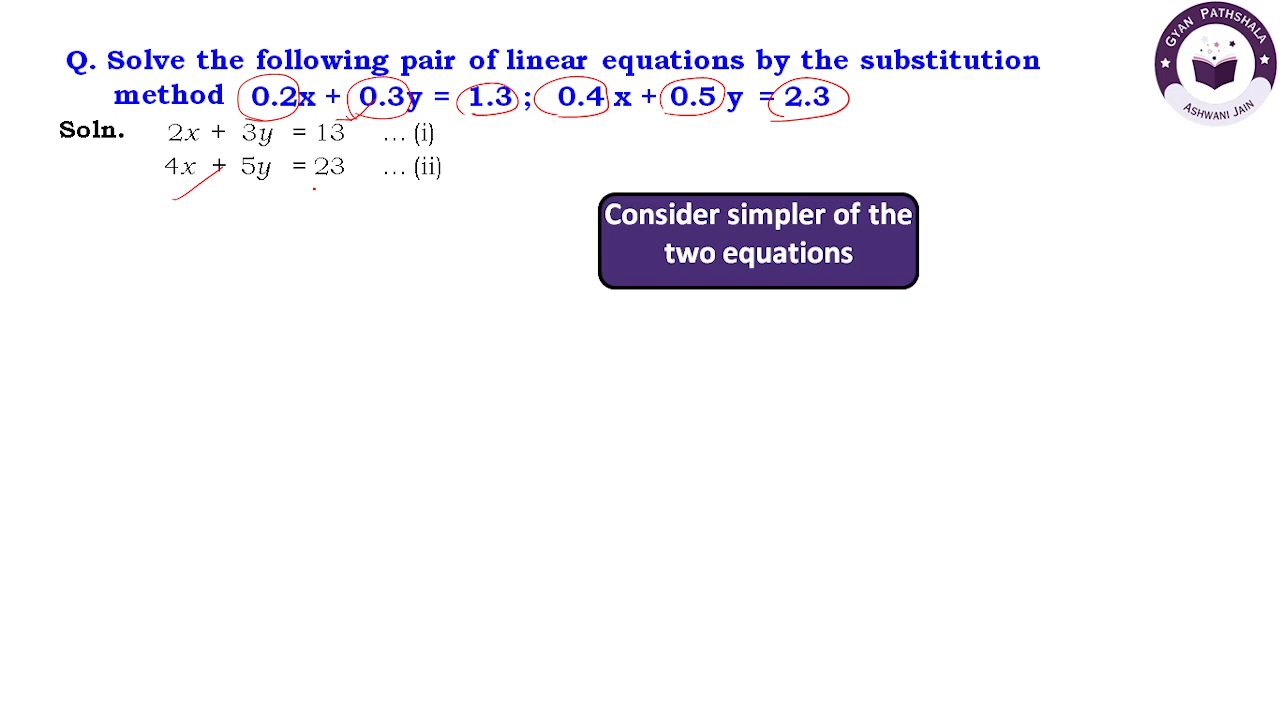 Q. Solve the following pair of linear equations by the substitution
method 0.2x + 0.3y = 1.3 ; 0.4 x + 0.5 y = 2.3
Soln. 2x + 3y = 13 ... (i)
4x + 5y = 23 ... (ii)
Consider simpler of the
two equations
GYAN PATHSHALA
ASHWANI JAIN